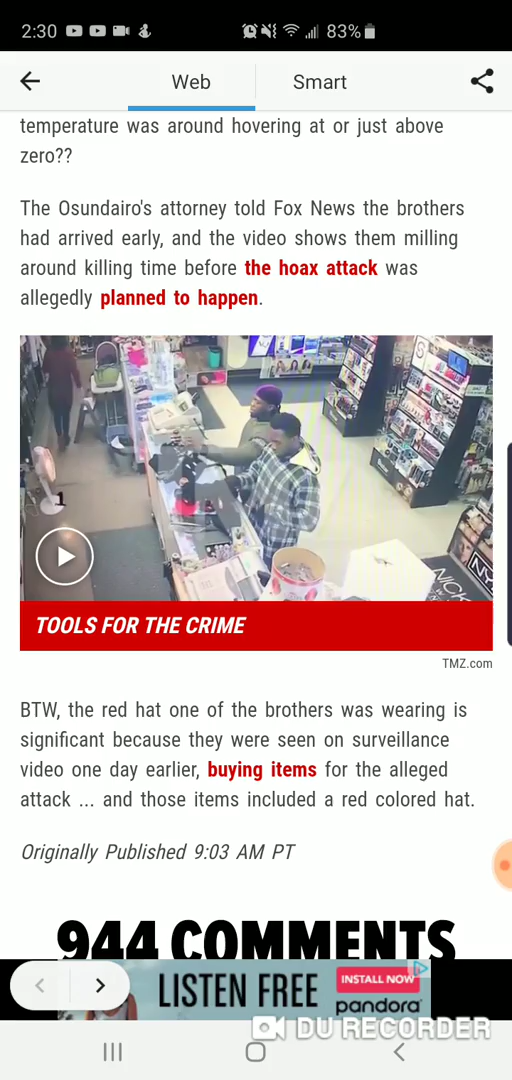 2:30 83%
Web Smart
temperature was around hovering at or just above
zero??
The Osundairo's attorney told Fox News the brothers
had arrived early, and the video shows them milling
around killing time before the hoax attack was
allegedly planned to happen.
1
S
NICK
NY
TOOLS FOR THE CRIME
TMZ.com
BTW, the red hat one of the brothers was wearing is
significant because they were seen on surveillance
video one day earlier, buying items for the alleged
attack ... and those items included a red colored hat.
Originally Published 9:03 AM PT
944 COMMENTS
LISTEN FREE
INSTALL NOW
pandora
DU RECORDER